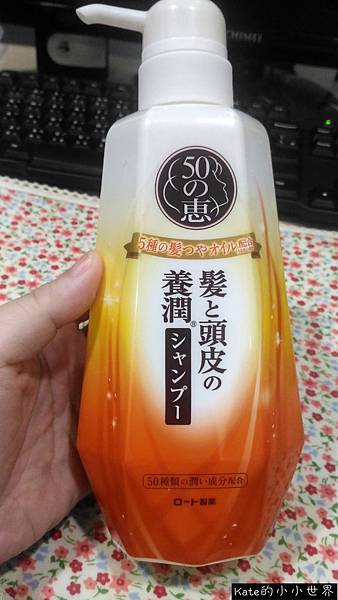 50の恵
5種の髪つやオイル配合
髪と頭皮の
養潤®
シャンプー
50種類の潤い成分配合
ロート製薬
Kate的小小世界